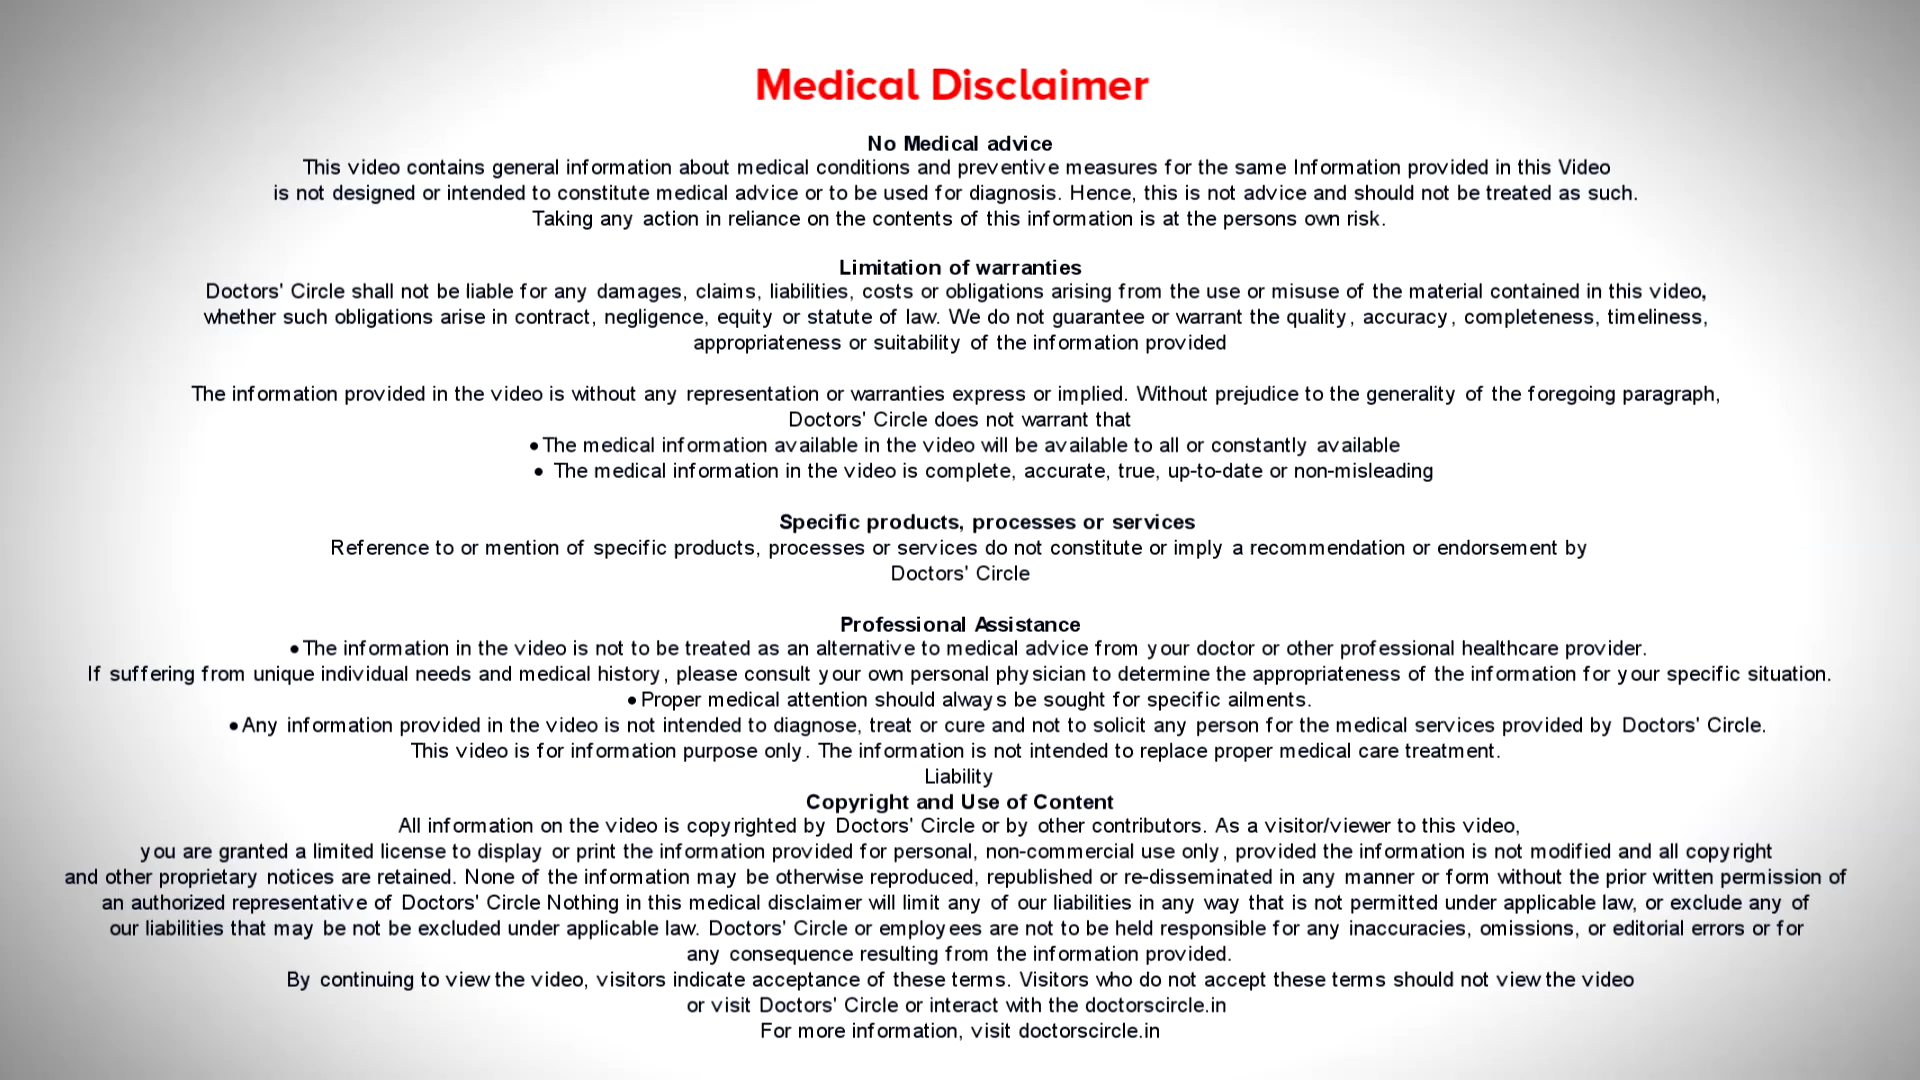 Medical Disclaimer
No Medical advice
This video contains general information about medical conditions and preventive measures for the same Information provided in this Video
is not designed or intended to constitute medical advice or to be used for diagnosis. Hence, this is not advice and should not be treated as such.
Taking any action in reliance on the contents of this information is at the persons own risk.
Limitation of warranties
Doctors' Circle shall not be liable for any damages, claims, liabilities, costs or obligations arising from the use or misuse of the material contained in this video,
whether such obligations arise in contract, negligence, equity or statute of law. We do not guarantee or warrant the quality, accuracy, completeness, timeliness,
appropriateness or suitability of the information provided
The information provided in the video is without any representation or warranties express or implied. Without prejudice to the generality of the foregoing paragraph,
Doctors' Circle does not warrant that
• The medical information available in the video will be available to all or constantly available
• The medical information in the video is complete, accurate, true, up-to-date or non-misleading
Specific products, processes or services
Reference to or mention of specific products, processes or services do not constitute or imply a recommendation or endorsement by
Doctors' Circle
Professional Assistance
• The information in the video is not to be treated as an alternative to medical advice from your doctor or other professional healthcare provider.
If suffering from unique individual needs and medical history, please consult your own personal physician to determine the appropriateness of the information for your specific situation.
• Proper medical attention should always be sought for specific ailments.
• Any information provided in the video is not intended to diagnose, treat or cure and not to solicit any person for the medical services provided by Doctors' Circle.
This video is for information purpose only. The information is not intended to replace proper medical care treatment.
Liability
Copyright and Use of Content
All information on the video is copyrighted by Doctors' Circle or by other contributors. As a visitor/viewer to this video,
you are granted a limited license to display or print the information provided for personal, non-commercial use only, provided the information is not modified and all copyright
and other proprietary notices are retained. None of the information may be otherwise reproduced, republished or re-disseminated in any manner or form without the prior written permission of
an authorized representative of Doctors' Circle Nothing in this medical disclaimer will limit any of our liabilities in any way that is not permitted under applicable law, or exclude any of
our liabilities that may be not be excluded under applicable law. Doctors' Circle or employees are not to be held responsible for any inaccuracies, omissions, or editorial errors or for
any consequence resulting from the information provided.
By continuing to view the video, visitors indicate acceptance of these terms. Visitors who do not accept these terms should not view the video
or visit Doctors' Circle or interact with the doctorscircle.in
For more information, visit doctorscircle.in